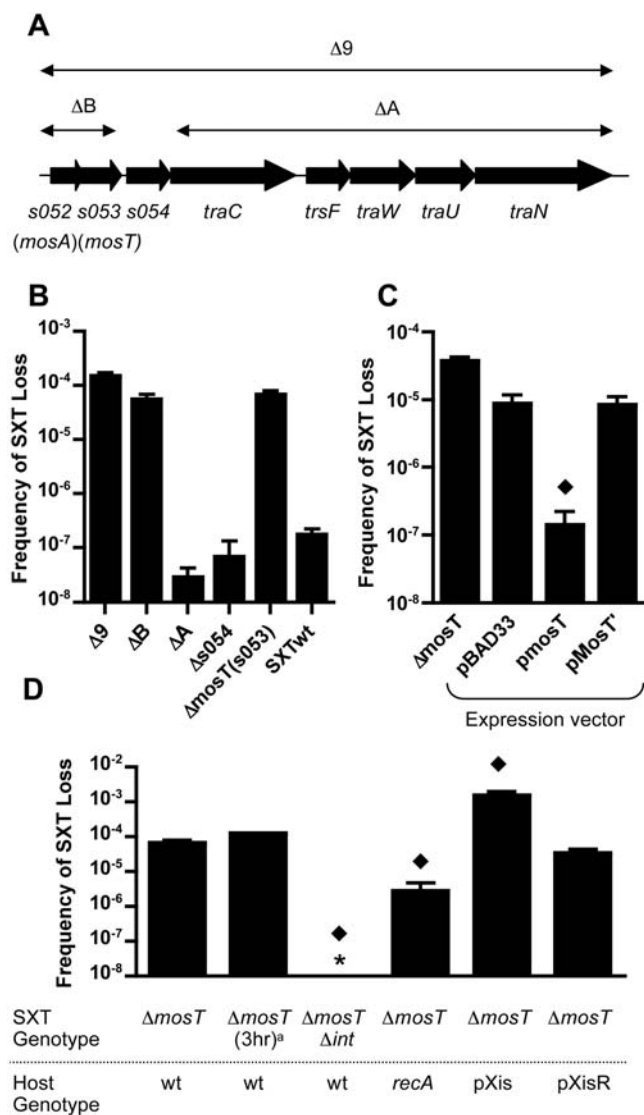 A
Δ9
ΔB ΔA
s052 s053 s054 traC trsF traW traU traN
(mosA)(mosT)
B
Frequency of SXT Loss
10-3
10-4
10-5
10-6
10-7
10-8
Δ9 ΔB ΔA Δs054 ΔmosT(s053) SXTwt
C
Frequency of SXT Loss
10-4
10-5
10-6
10-7
10-8
ΔmosT pBAD33 pmosT pMosT'
Expression vector
D
Frequency of SXT Loss
10-2
10-3
10-4
10-5
10-6
10-7
10-8
*
SXT ΔmosT ΔmosT ΔmosT ΔmosT ΔmosT ΔmosT
Genotype (3hr)a Δint
Host wt wt wt recA pXis pXisR
Genotype